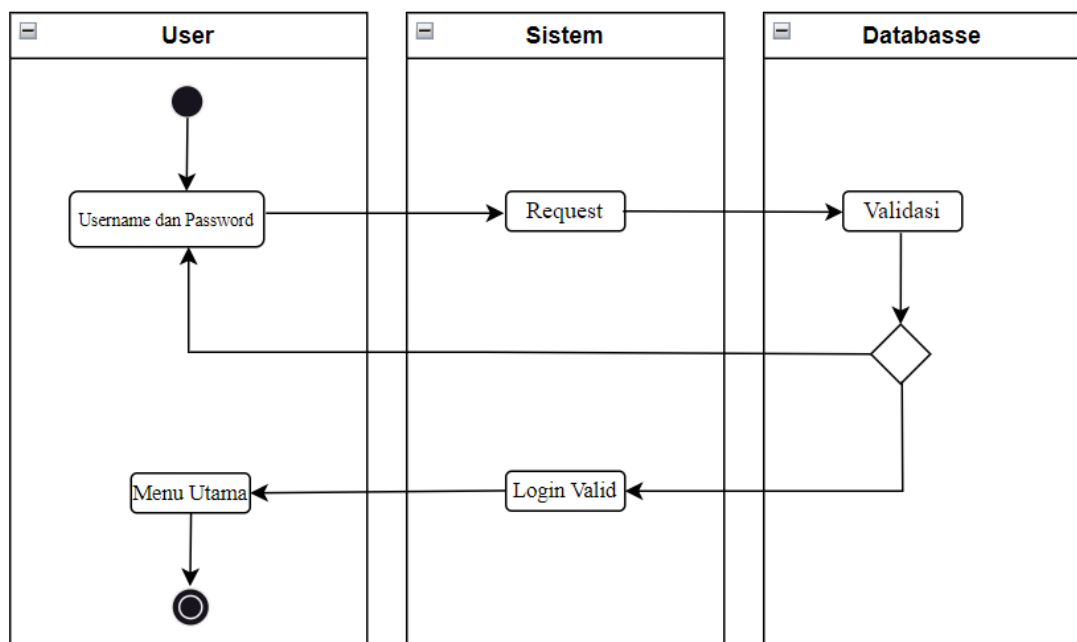 User
Sistem
Databasse
Username dan Password
Request
Validasi
Menu Utama
Login Valid